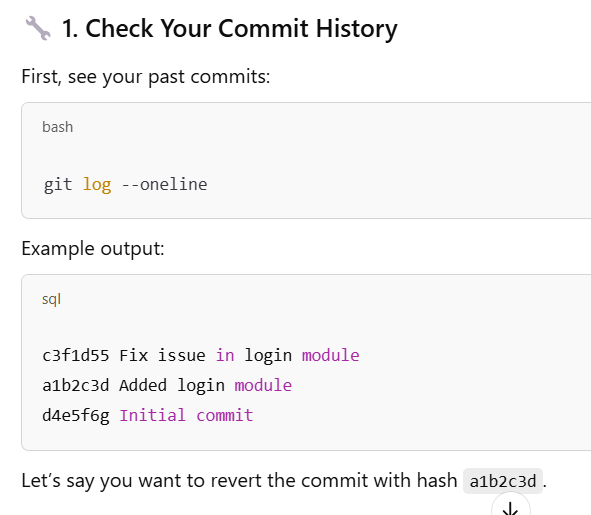 🔧 1. Check Your Commit History
First, see your past commits:
bash
git log --oneline
Example output:
sql
c3f1d55 Fix issue in login module
a1b2c3d Added login module
d4e5f6g Initial commit
Let’s say you want to revert the commit with hash a1b2c3d.